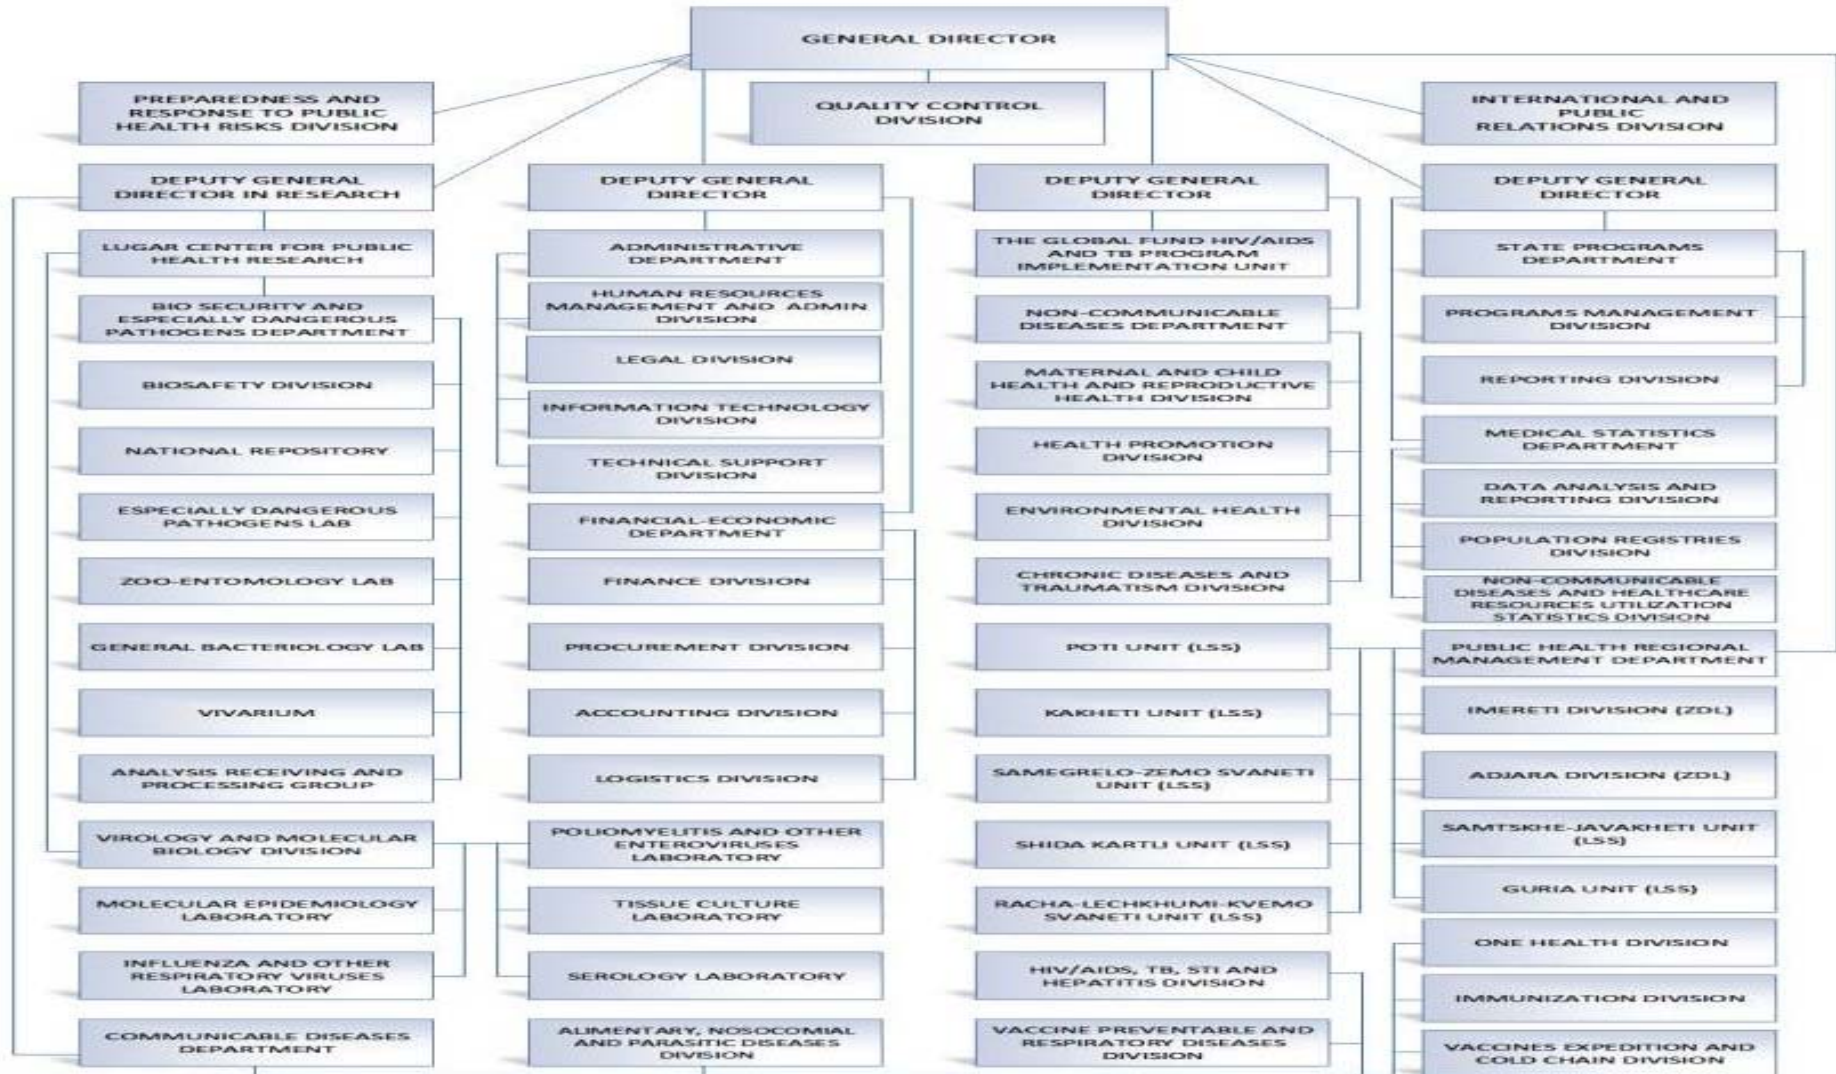 GENERAL DIRECTOR
PREPAREDNESS AND
RESPONSE TO PUBLIC
HEALTH RISKS DIVISION
QUALITY CONTROL
DIVISION
INTERNATIONAL AND
PUBLIC
RELATIONS DIVISION
DEPUTY GENERAL
DIRECTOR IN RESEARCH
LUGAR CENTER FOR PUBLIC
HEALTH RESEARCH
BIO SECURITY AND
ESPECIALLY DANGEROUS
PATHOGENS DEPARTMENT
BIOSAFETY DIVISION
NATIONAL REPOSITORY
ESPECIALLY DANGEROUS
PATHOGENS LAB
ZOO-ENTOMOLOGY LAB
GENERAL BACTERIOLOGY LAB
VIVARIUM
ANALYSIS RECEIVING AND
PROCESSING GROUP
VIROLOGY AND MOLECULAR
BIOLOGY DIVISION
MOLECULAR EPIDEMIOLOGY
LABORATORY
INFLUENZA AND OTHER
RESPIRATORY VIRUSES
LABORATORY
COMMUNICABLE DISEASES
DEPARTMENT
DEPUTY GENERAL
DIRECTOR
ADMINISTRATIVE
DEPARTMENT
HUMAN RESOURCES
MANAGEMENT AND ADMIN
DIVISION
LEGAL DIVISION
INFORMATION TECHNOLOGY
DIVISION
TECHNICAL SUPPORT
DIVISION
FINANCIAL-ECONOMIC
DEPARTMENT
FINANCE DIVISION
PROCUREMENT DIVISION
ACCOUNTING DIVISION
LOGISTICS DIVISION
POLIOMYELITIS AND OTHER
ENTEROVIRUSES
LABORATORY
TISSUE CULTURE
LABORATORY
SEROLOGY LABORATORY
ALIMENTARY, NOSOCOMIAL
AND PARASITIC DISEASES
DIVISION
DEPUTY GENERAL
DIRECTOR
THE GLOBAL FUND HIV/AIDS
AND TB PROGRAM
IMPLEMENTATION UNIT
NON-COMMUNICABLE
DISEASES DEPARTMENT
MATERNAL AND CHILD
HEALTH AND REPRODUCTIVE
HEALTH DIVISION
HEALTH PROMOTION
DIVISION
ENVIRONMENTAL HEALTH
DIVISION
CHRONIC DISEASES AND
TRAUMATISM DIVISION
POTI UNIT (LSS)
KAKHETI UNIT (LSS)
SAMEGRELO-ZEMO SVANETI
UNIT (LSS)
SHIDA KARTLI UNIT (LSS)
RACHA-LECHKHUMI-KVEMO
SVANETI UNIT (LSS)
HIV/AIDS, TB, STI AND
HEPATITIS DIVISION
VACCINE PREVENTABLE AND
RESPIRATORY DISEASES
DIVISION
DEPUTY GENERAL
DIRECTOR
STATE PROGRAMS
DEPARTMENT
PROGRAMS MANAGEMENT
DIVISION
REPORTING DIVISION
MEDICAL STATISTICS
DEPARTMENT
DATA ANALYSIS AND
REPORTING DIVISION
POPULATION REGISTRIES
DIVISION
NON-COMMUNICABLE
DISEASES AND HEALTHCARE
RESOURCES UTILIZATION
STATISTICS DIVISION
PUBLIC HEALTH REGIONAL
MANAGEMENT DEPARTMENT
IMERETI DIVISION (ZDL)
ADJARA DIVISION (ZDL)
SAMTSKHE-JAVAKHETI UNIT
(LSS)
GURIA UNIT (LSS)
ONE HEALTH DIVISION
IMMUNIZATION DIVISION
VACCINES EXPEDITION AND
COLD CHAIN DIVISION